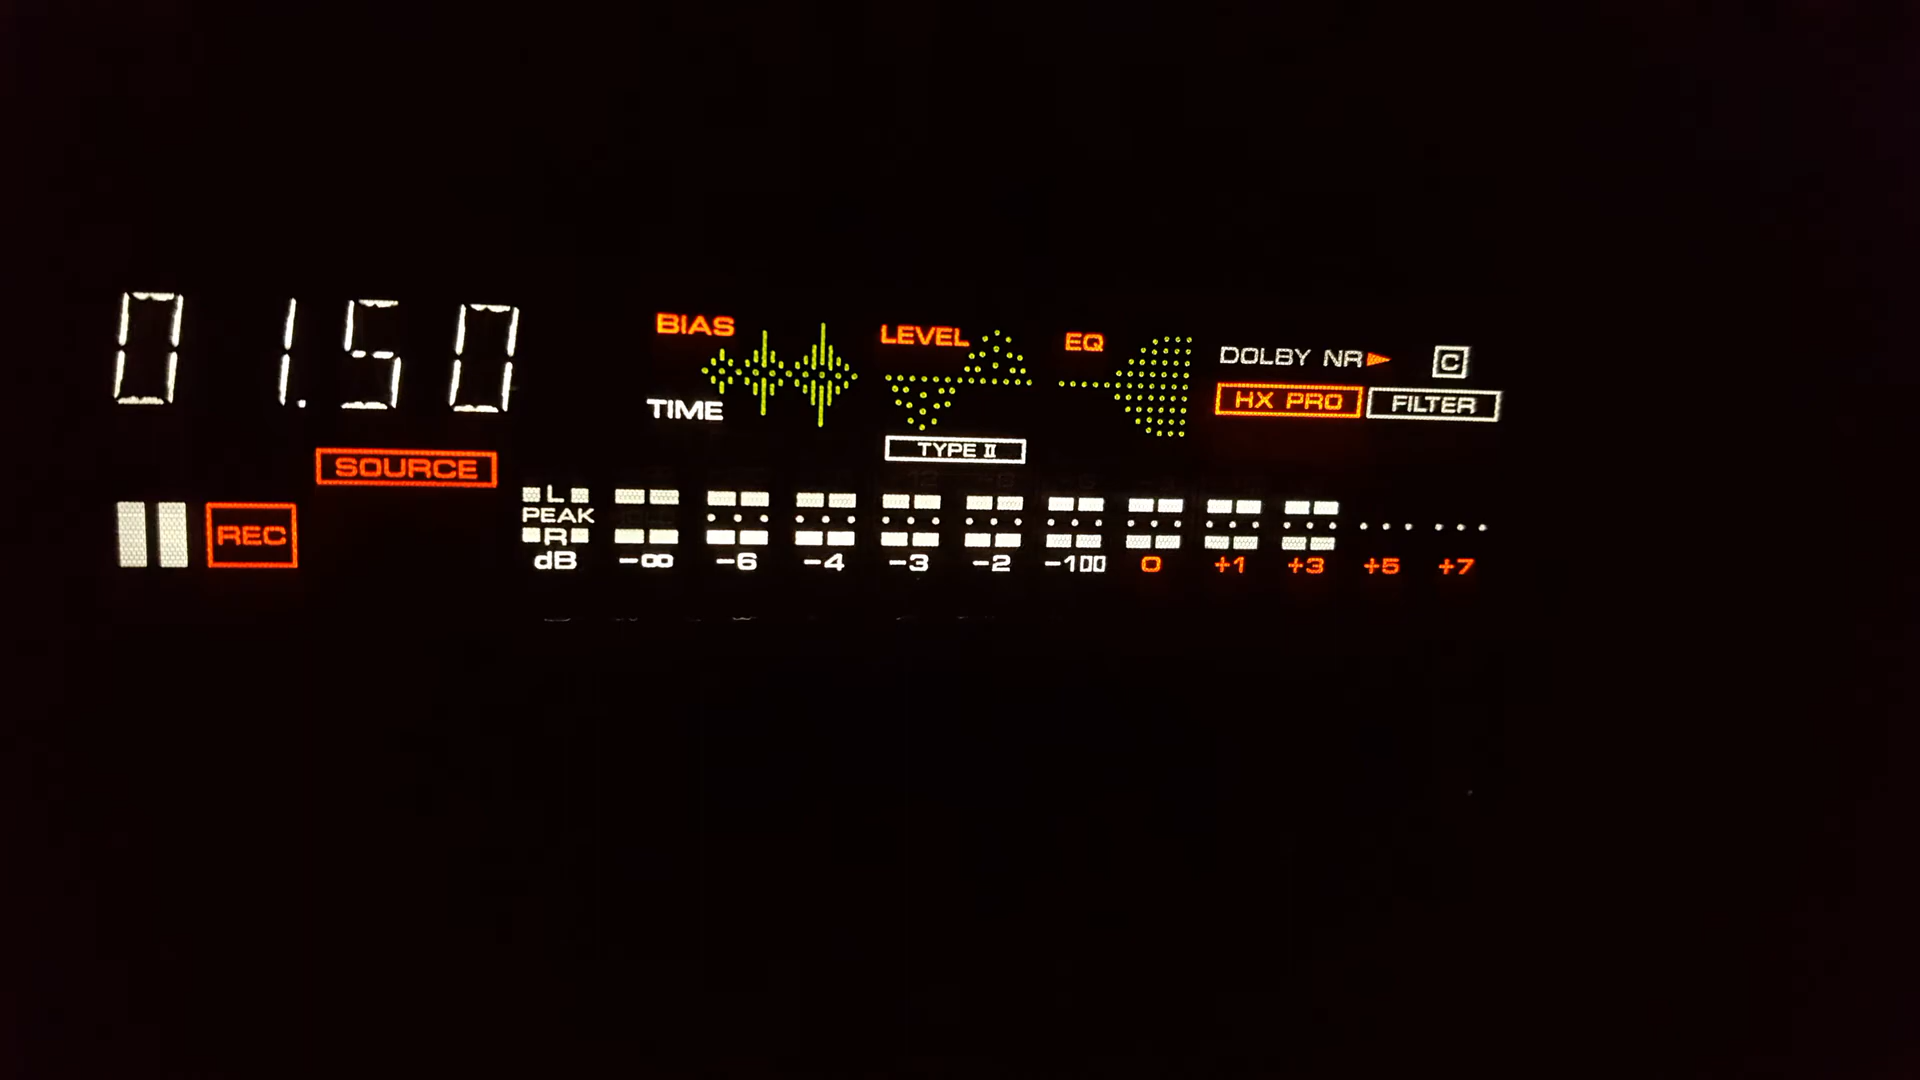 01.50
BIAS LEVEL EQ DOLBY NR C
TIME HX PRO FILTER
TYPE II
SOURCE
L
REC PEAK
R
dB -∞ -6 -4 -3 -2 -1 0 +1 +3 +5 +7